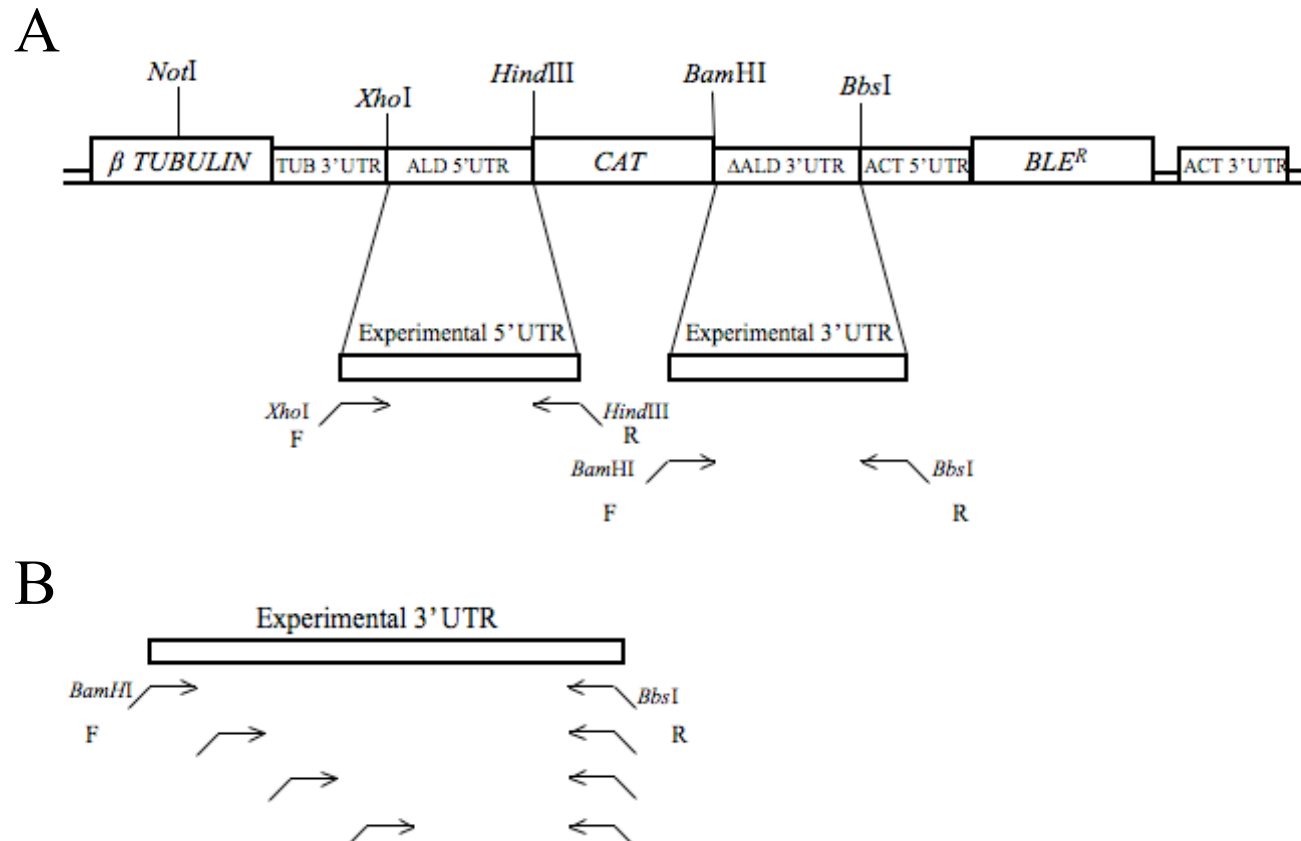 A
NotI
XhoI
HindIII
BamHI
BbsI
β TUBULIN
TUB 3’UTR
ALD 5’UTR
CAT
ΔALD 3’UTR
ACT 5’UTR
BLE^R
ACT 3’UTR
Experimental 5’UTR
Experimental 3’UTR
XhoI
F
HindIII
R
BamHI
F
BbsI
R
B
Experimental 3’UTR
BamHI
F
BbsI
R